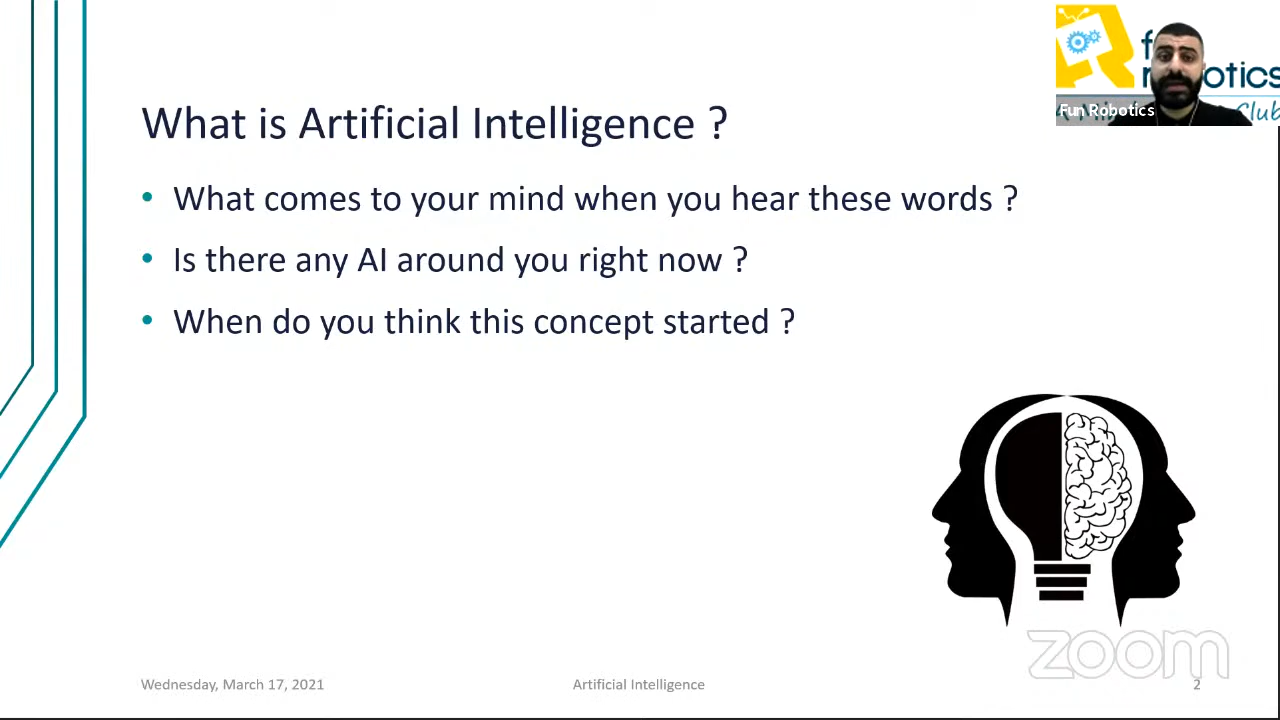 What is Artificial Intelligence ?
• What comes to your mind when you hear these words ?
• Is there any AI around you right now ?
• When do you think this concept started ?
Fun Robotics
Club
zoom
Wednesday, March 17, 2021
Artificial Intelligence
2